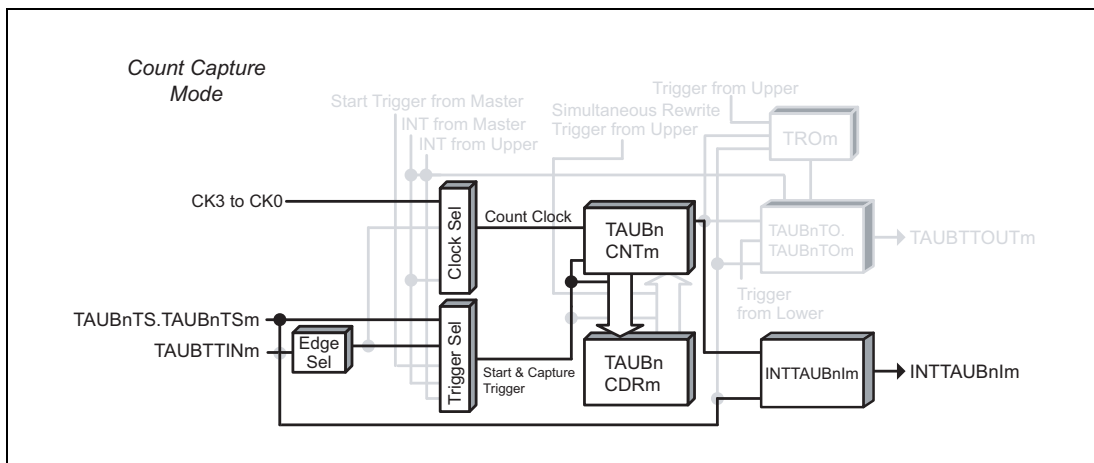 Count Capture
Mode
Start Trigger from Master
INT from Master
INT from Upper
Simultaneous Rewrite
Trigger from Upper
Trigger from Upper
TROm
CK3 to CK0
Clock Sel
Count Clock
TAUBn
CNTm
TAUBnTO.
TAUBnTOm
TAUBTTOUTm
Trigger
from Lower
TAUBnTS.TAUBnTSm
TAUBTTINm
Edge
Sel
Trigger Sel
Start & Capture
Trigger
TAUBn
CDRm
INTTAUBnIm
INTTAUBnIm